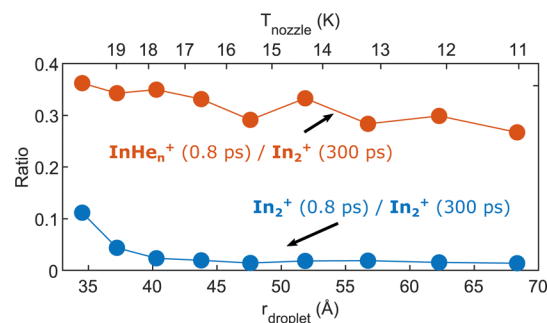 T_nozzle (K)
19 18 17 16 15 14 13 12 11
0.4
0.3
0.2
0.1
0
Ratio
InHe_n^+ (0.8 ps) / In_2^+ (300 ps)
In_2^+ (0.8 ps) / In_2^+ (300 ps)
35 40 45 50 55 60 65 70
r_droplet (Å)